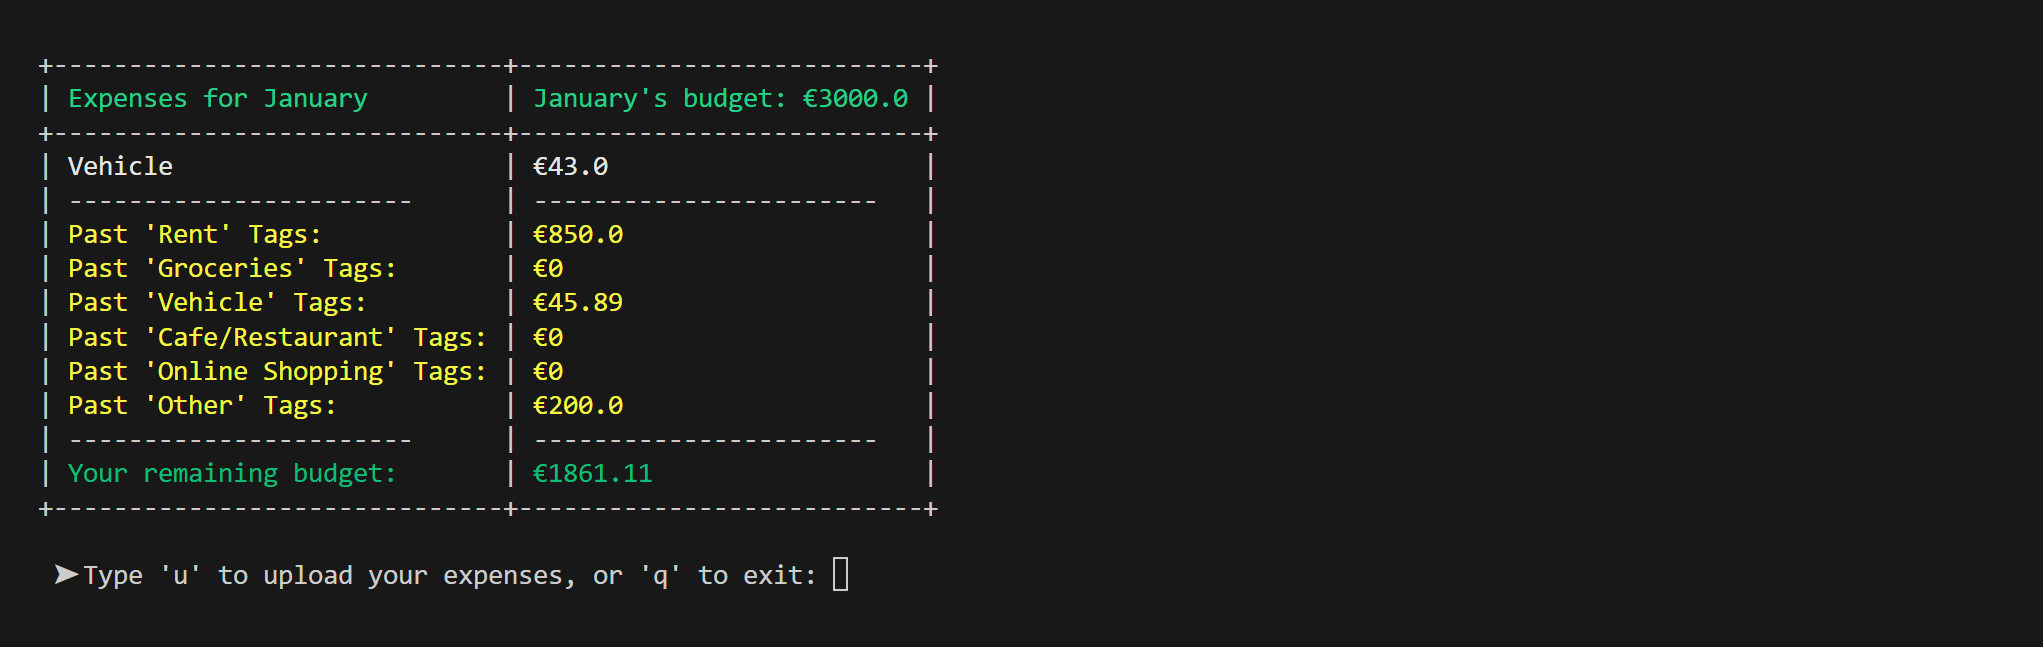 +------------------------------+---------------------------+
| Expenses for January         | January's budget: €3000.0 |
+------------------------------+---------------------------+
| Vehicle                      | €43.0                     |
| -----------------------      | -----------------------   |
| Past 'Rent' Tags:            | €850.0                    |
| Past 'Groceries' Tags:       | €0                        |
| Past 'Vehicle' Tags:         | €45.89                    |
| Past 'Cafe/Restaurant' Tags: | €0                        |
| Past 'Online Shopping' Tags: | €0                        |
| Past 'Other' Tags:           | €200.0                    |
| -----------------------      | -----------------------   |
| Your remaining budget:       | €1861.11                  |
+------------------------------+---------------------------+
➤Type 'u' to upload your expenses, or 'q' to exit: